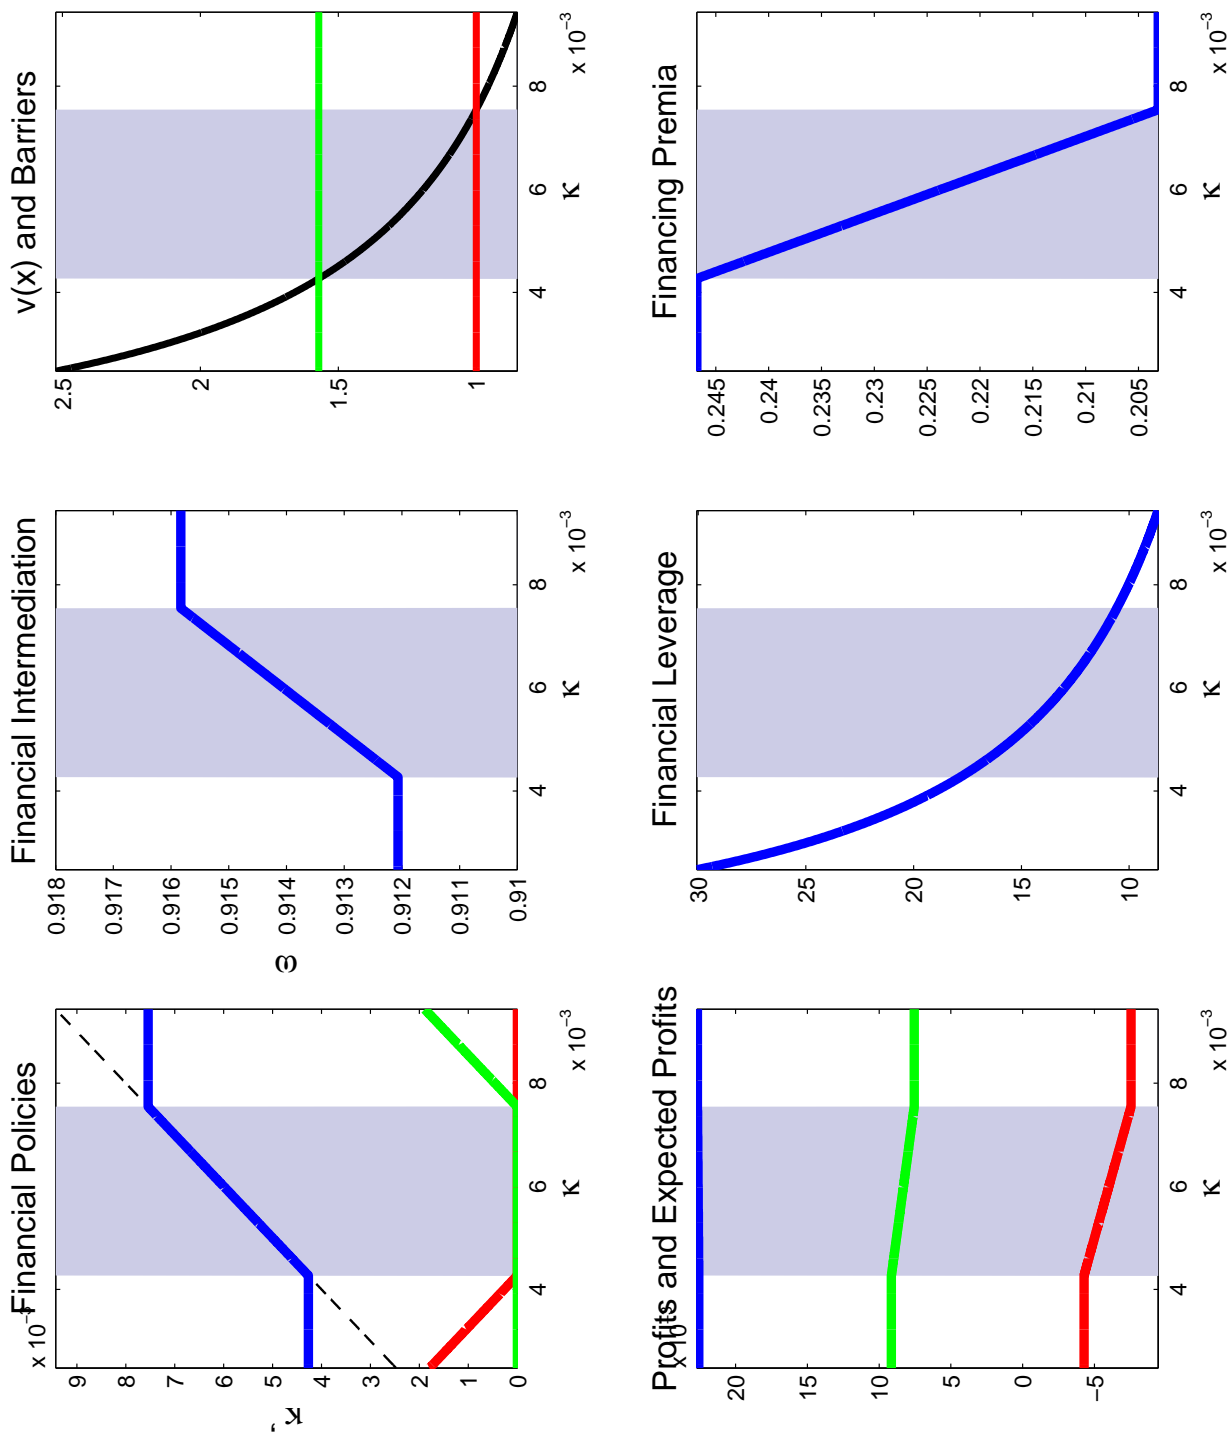 Financial Policies
x 10⁻³
9
8
7
6
5
4
3
2
1
0
κ’
4
6
8
x 10⁻³
κ
Financial Intermediation
0.918
0.917
0.916
0.915
0.914
0.913
0.912
0.911
0.91
ω
4
6
8
x 10⁻³
κ
v(x) and Barriers
2.5
2
1.5
1
4
6
8
x 10⁻³
κ
Profits and Expected Profits
x 10
20
15
10
5
0
−5
4
6
8
x 10⁻³
κ
Financial Leverage
30
25
20
15
10
4
6
8
x 10⁻³
κ
Financing Premia
0.245
0.24
0.235
0.23
0.225
0.22
0.215
0.21
0.205
4
6
8
x 10⁻³
κ